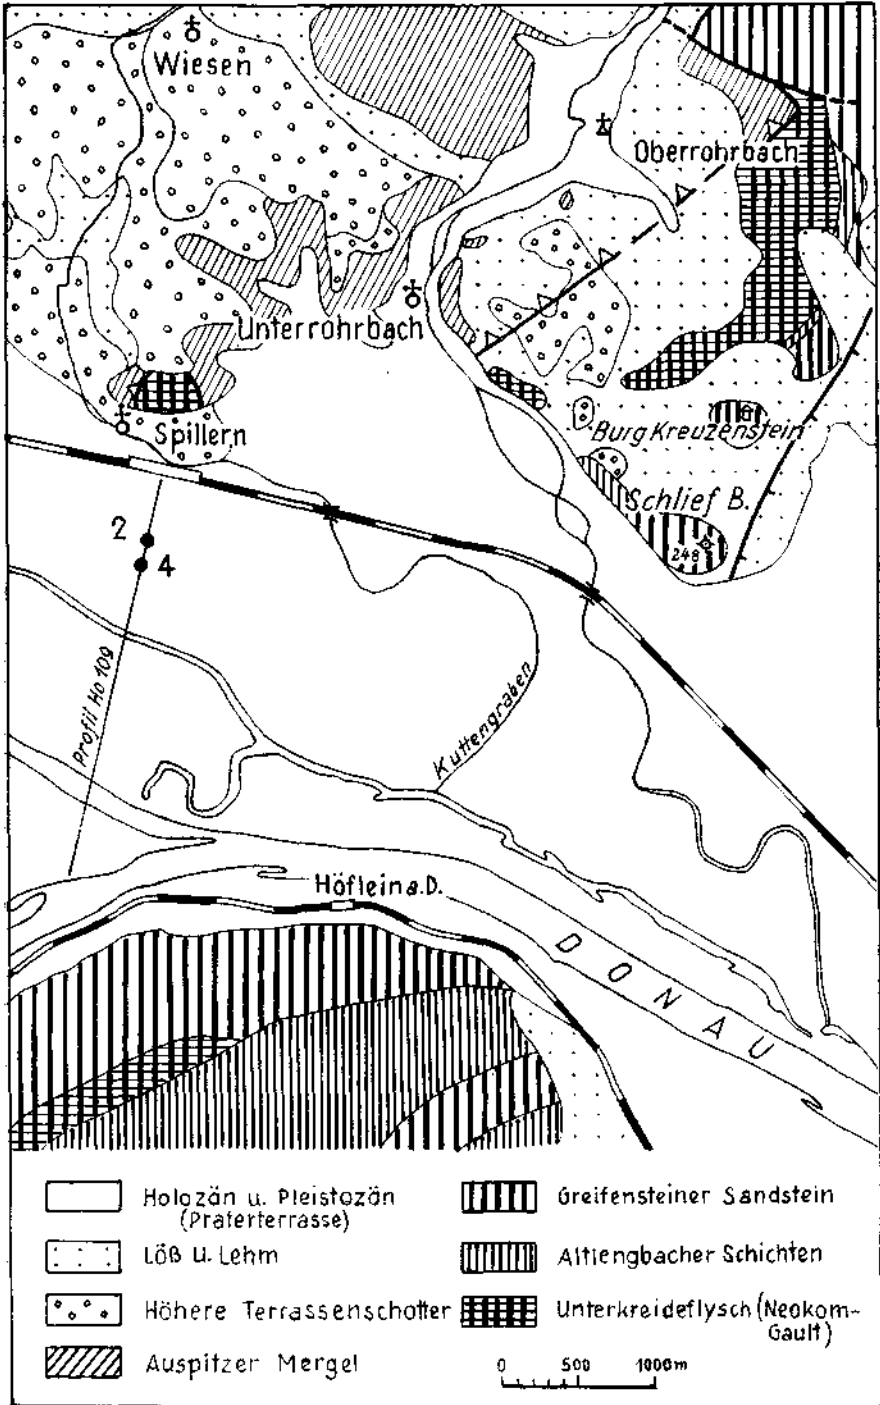 Wiesen
Oberrohrbach
Unterrohrbach
Spillern
Burg Kreuzenstein
Schlief B.
248
2
4
Profil Ho 109
Kuttengraben
Höflein a.D.
DONAU
Holozän u. Pleistozän
(Praterterrasse)
Löß u. Lehm
Höhere Terrassenschotter
Auspitzer Mergel
Greifensteiner Sandstein
Altlengbacher Schichten
Unterkreideflysch (Neokom-
Gault)
0 500 1000m